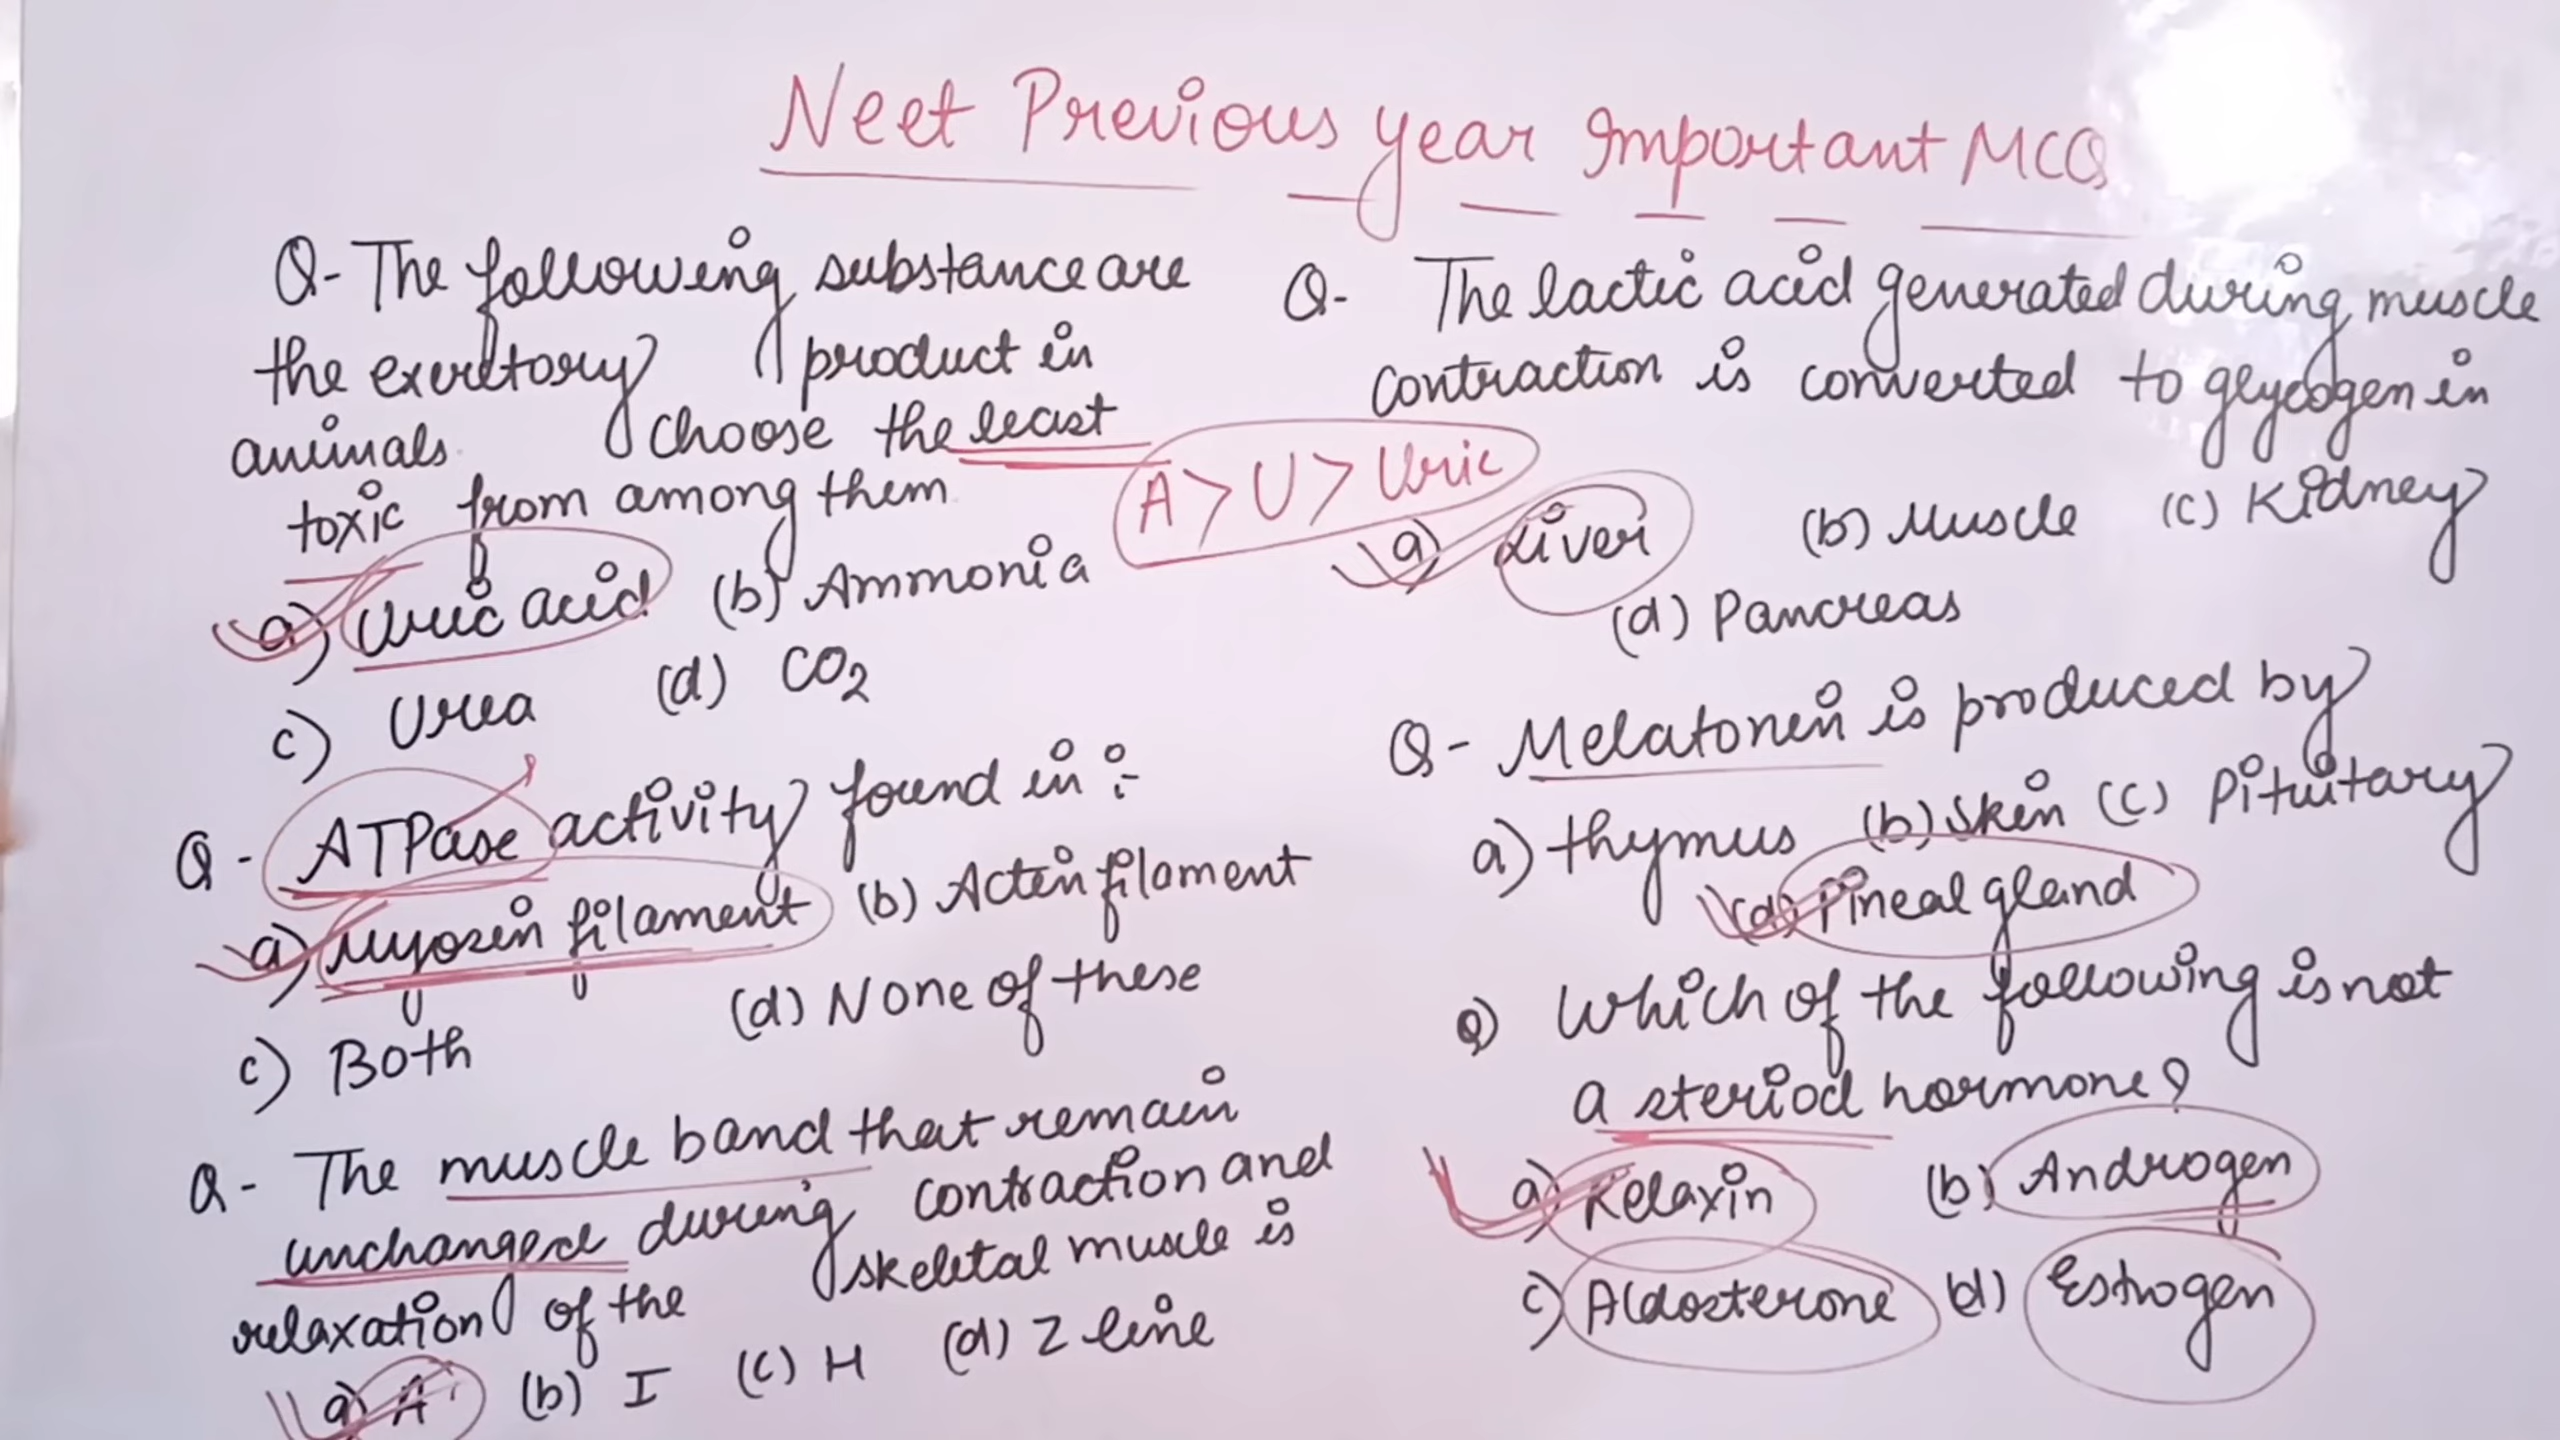 Neet Previous year Important MCQ
Q- The following substance are
the excretory product in
animals. Choose the least
toxic from among them
a) Uric acid (b) Ammonia
c) Urea (d) CO2
A > U > Uric
Q- ATPase activity found in :-
a) Myosin filament (b) Actin filament
c) Both (d) None of these
Q- The muscle band that remain
unchanged during contraction and
relaxation of the skeletal muscle is
a) A (b) I (c) H (d) Z line
Q- The lactic acid generated during muscle
contraction is converted to glycogen in
a) Liver (b) Muscle (c) Kidney
(d) Pancreas
Q- Melatonin is produced by
a) thymus (b) Skin (c) Pituitary
(d) Pineal gland
Q) Which of the following is not
a steriod hormone?
a) Relaxin (b) Androgen
c) Aldosterone d) Estrogen